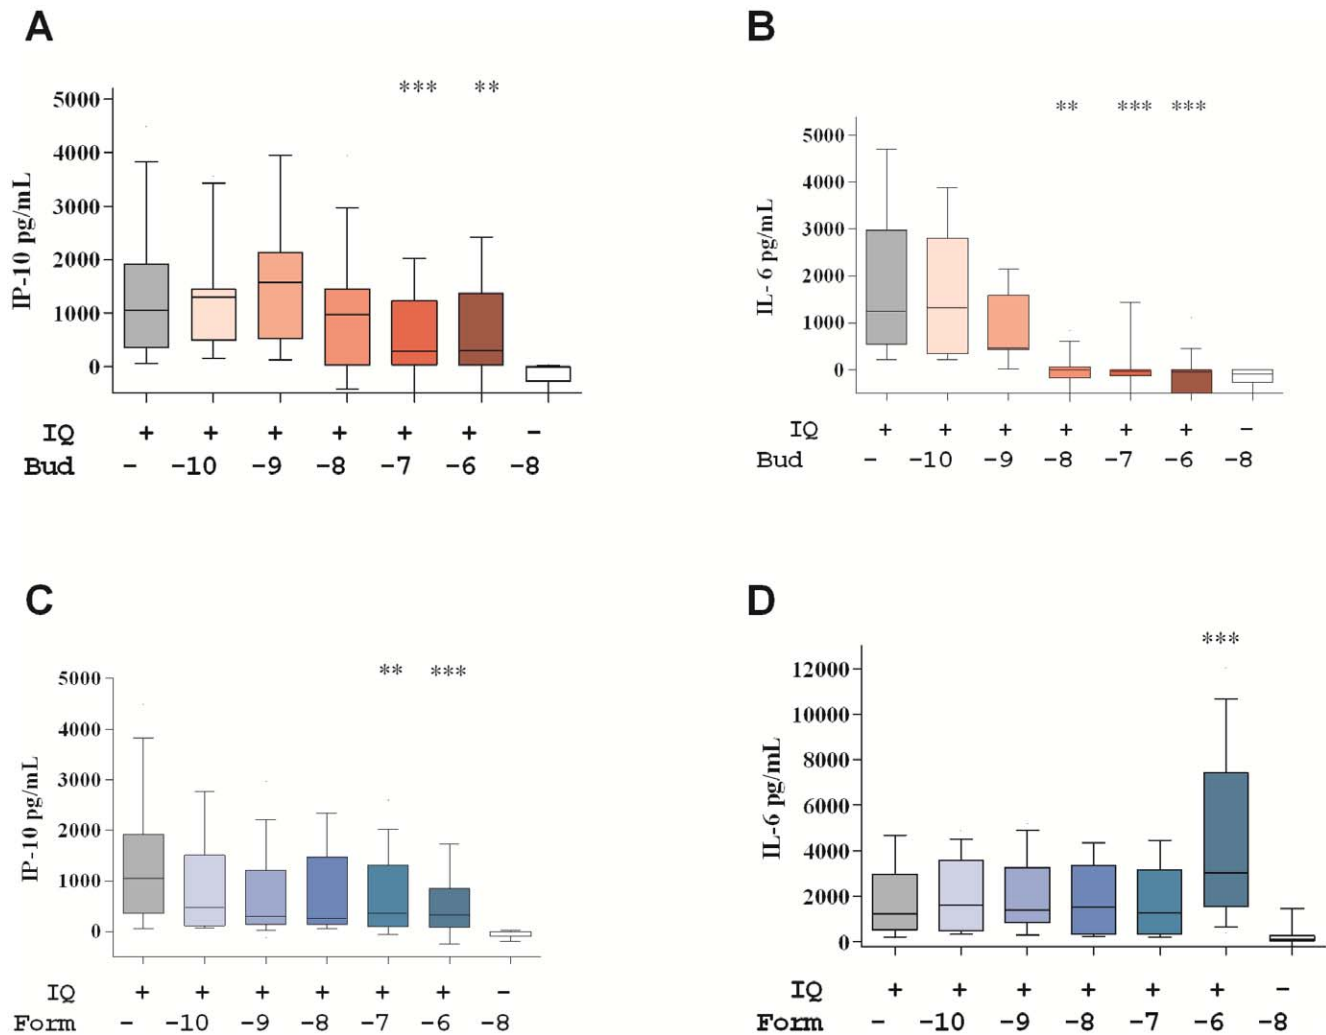 A
*** **
5000
4000
3000
2000
1000
0
IP-10 pg/mL
IQ + + + + + + -
Bud - -10 -9 -8 -7 -6 -8
B
** *** ***
5000
4000
3000
2000
1000
0
IL- 6 pg/mL
IQ + + + + + + -
Bud - -10 -9 -8 -7 -6 -8
C
** ***
5000
4000
3000
2000
1000
0
IP-10 pg/mL
IQ + + + + + + -
Form - -10 -9 -8 -7 -6 -8
D
***
12000
10000
8000
6000
4000
2000
0
IL-6 pg/mL
IQ + + + + + + -
Form - -10 -9 -8 -7 -6 -8